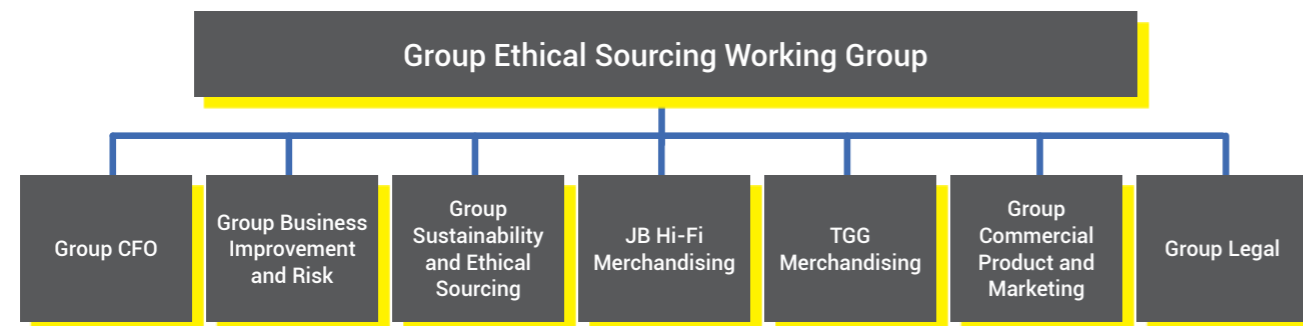 Group Ethical Sourcing Working Group
Group CFO
Group Business
Improvement
and Risk
Group
Sustainability
and Ethical
Sourcing
JB Hi-Fi
Merchandising
TGG
Merchandising
Group
Commercial
Product and
Marketing
Group Legal